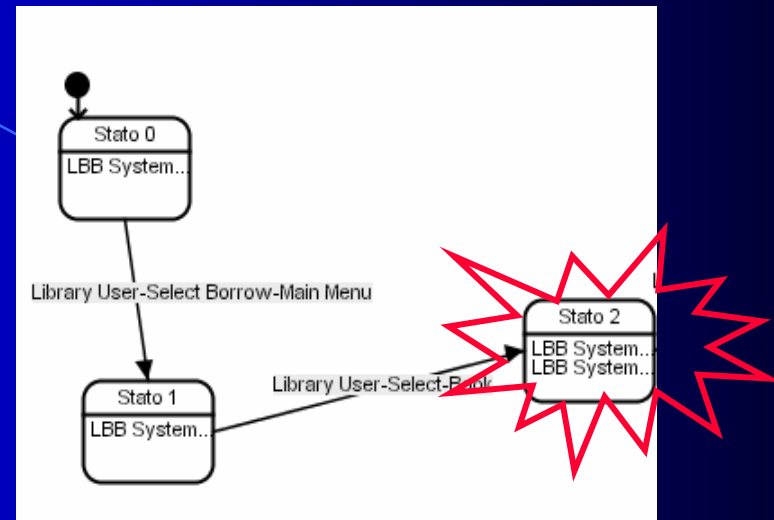 Stato 0
LBB System...
Library User-Select Borrow-Main Menu
Stato 2
LBB System...
LBB System...
Library User-Select-Book
Stato 1
LBB System...